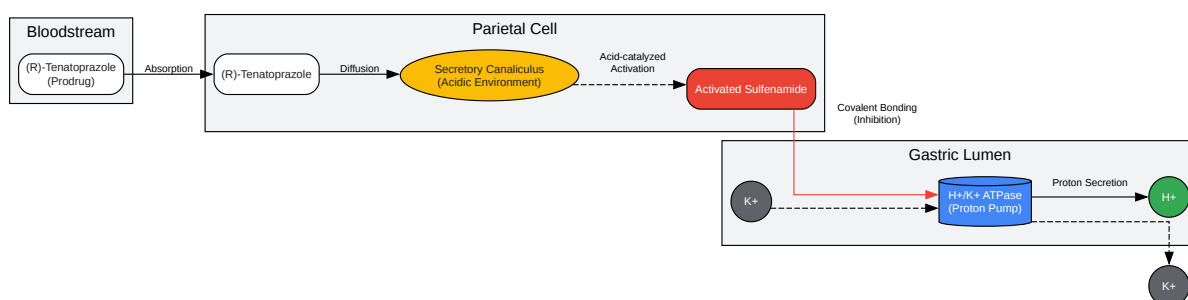 Bloodstream
(R)-Tenatoprazole
(Prodrug)
Absorption
Parietal Cell
(R)-Tenatoprazole
Diffusion
Secretory Canaliculus
(Acidic Environment)
Acid-catalyzed
Activation
Activated Sulfenamide
Covalent Bonding
(Inhibition)
Gastric Lumen
K+
H+/K+ ATPase
(Proton Pump)
Proton Secretion
H+
K+